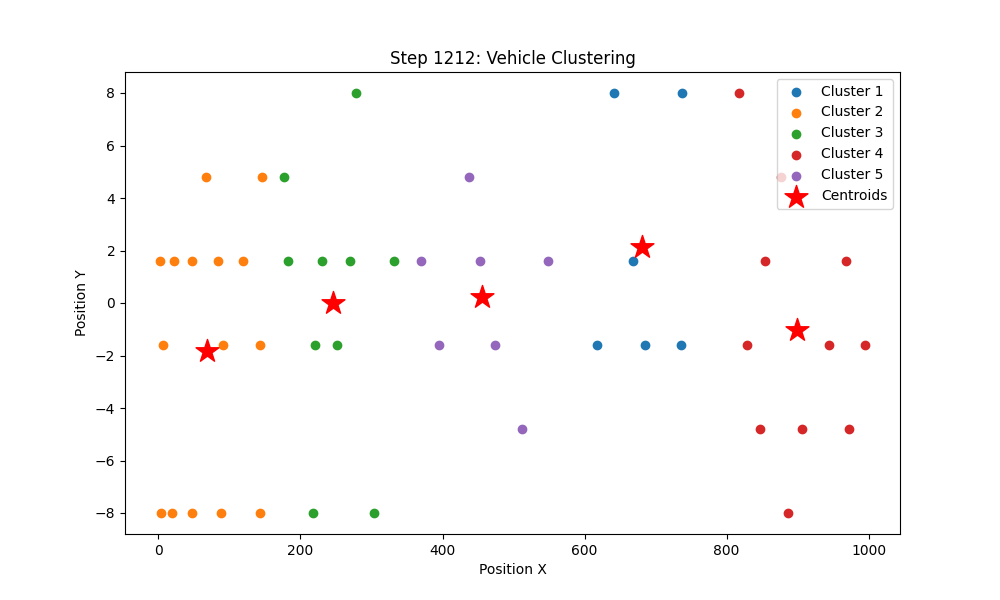 Step 1212: Vehicle Clustering
Position Y
8
6
4
2
0
−2
−4
−6
−8
Cluster 1
Cluster 2
Cluster 3
Cluster 4
Cluster 5
Centroids
0 200 400 600 800 1000
Position X